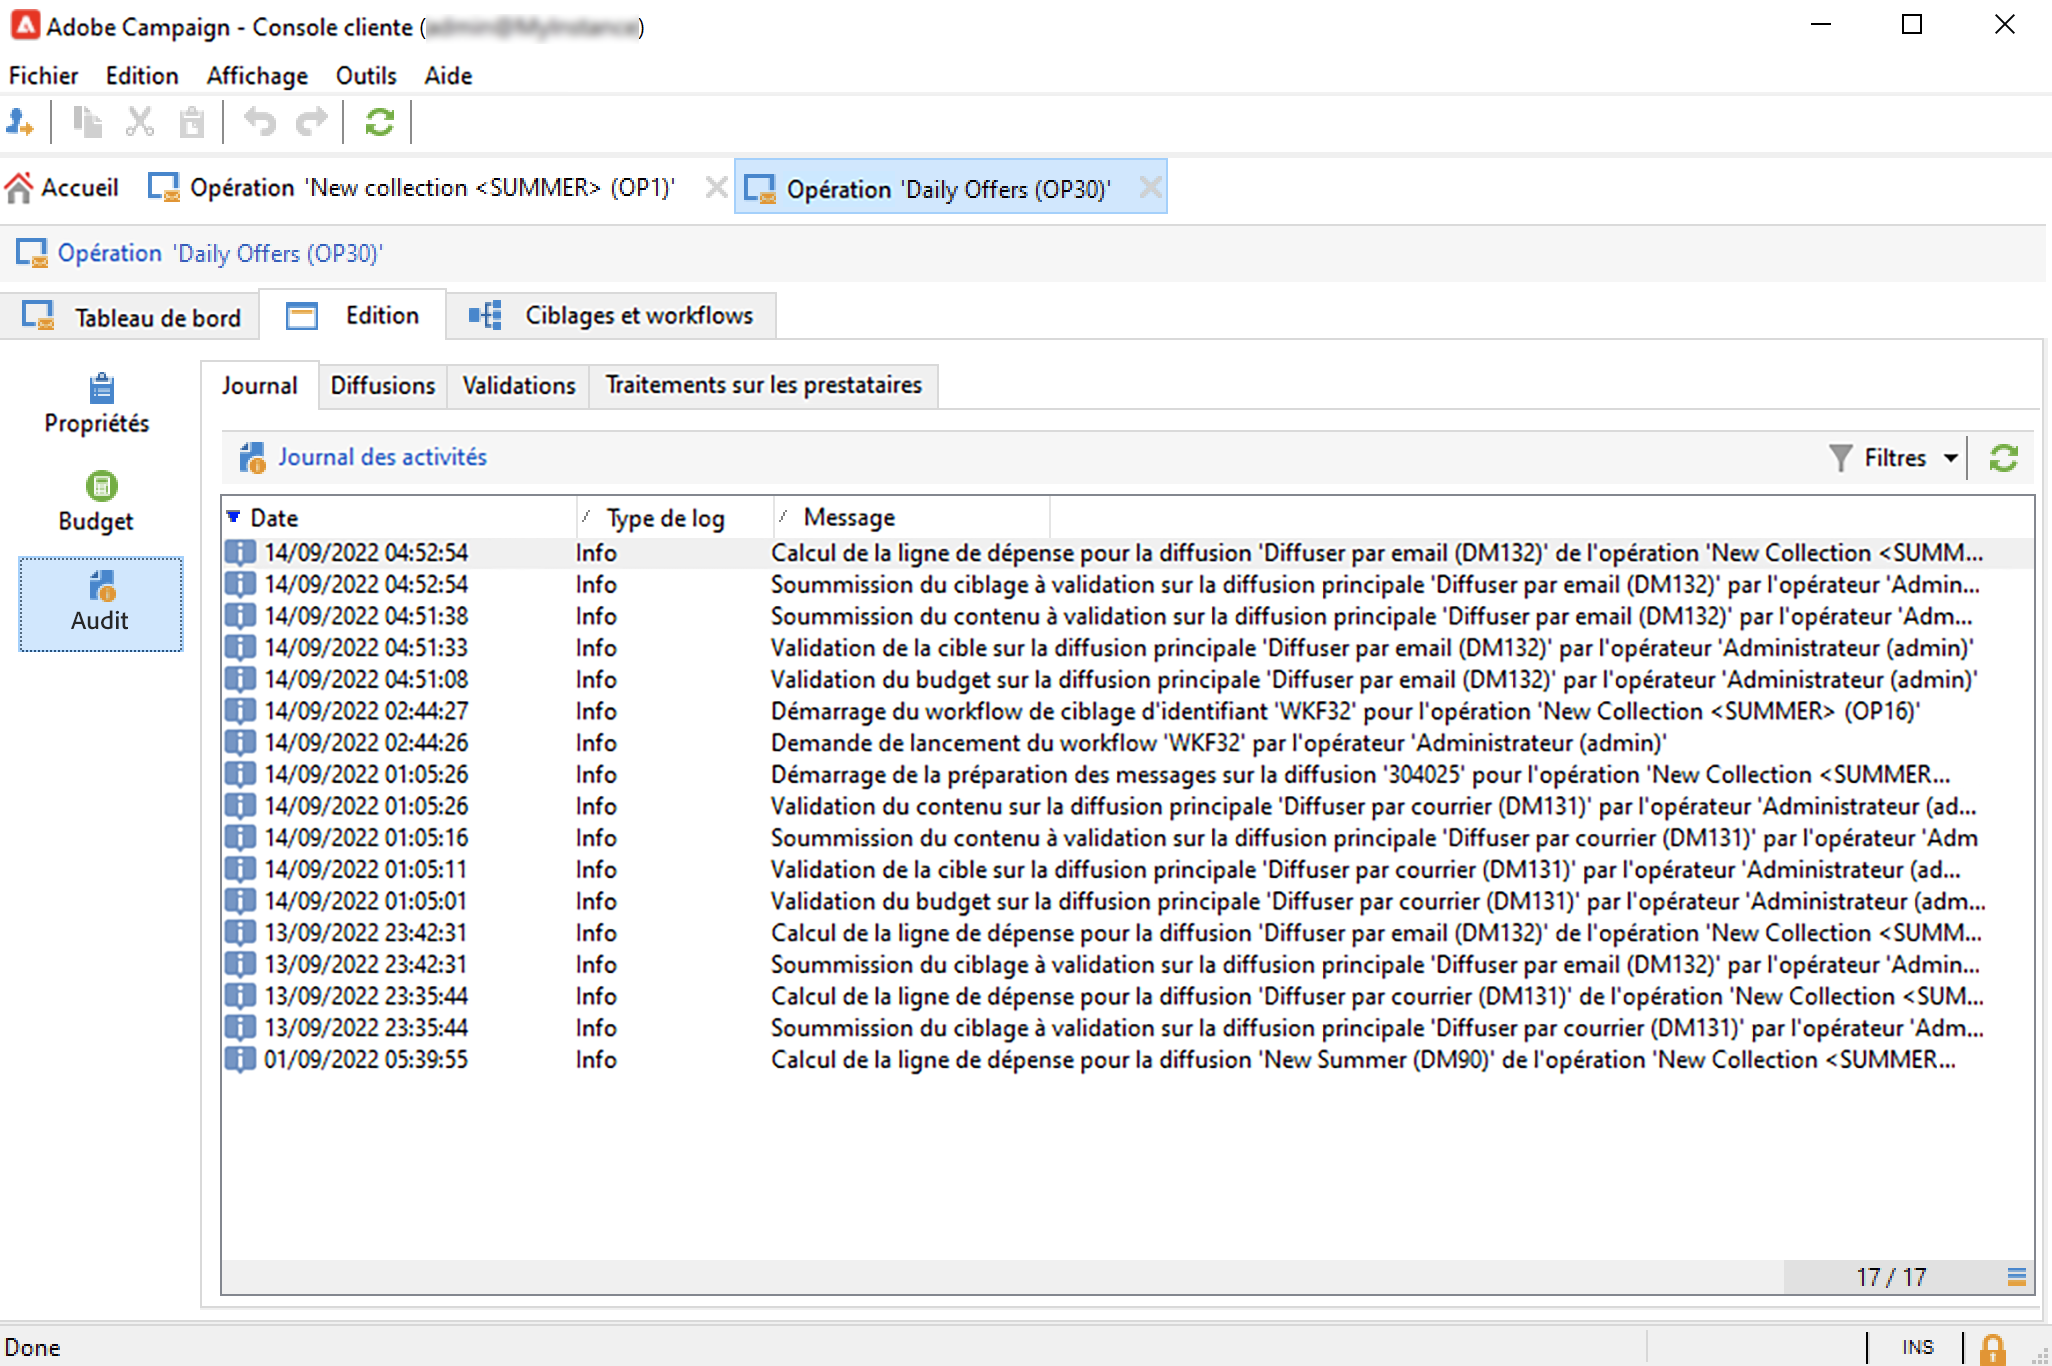 Adobe Campaign - Console cliente ( )
Fichier Edition Affichage Outils Aide
Accueil Opération 'New collection <SUMMER> (OP1)' Opération 'Daily Offers (OP30)'
Opération 'Daily Offers (OP30)'
Tableau de bord Edition Ciblages et workflows
Propriétés
Budget
Audit
Journal Diffusions Validations Traitements sur les prestataires
Journal des activités Filtres
Date Type de log Message
14/09/2022 04:52:54 Info Calcul de la ligne de dépense pour la diffusion 'Diffuser par email (DM132)' de l'opération 'New Collection <SUMM...
14/09/2022 04:52:54 Info Soummission du ciblage à validation sur la diffusion principale 'Diffuser par email (DM132)' par l'opérateur 'Admin...
14/09/2022 04:51:38 Info Soummission du contenu à validation sur la diffusion principale 'Diffuser par email (DM132)' par l'opérateur 'Adm...
14/09/2022 04:51:33 Info Validation de la cible sur la diffusion principale 'Diffuser par email (DM132)' par l'opérateur 'Administrateur (admin)'
14/09/2022 04:51:08 Info Validation du budget sur la diffusion principale 'Diffuser par email (DM132)' par l'opérateur 'Administrateur (admin)'
14/09/2022 02:44:27 Info Démarrage du workflow de ciblage d'identifiant 'WKF32' pour l'opération 'New Collection <SUMMER> (OP16)'
14/09/2022 02:44:26 Info Demande de lancement du workflow 'WKF32' par l'opérateur 'Administrateur (admin)'
14/09/2022 01:05:26 Info Démarrage de la préparation des messages sur la diffusion '304025' pour l'opération 'New Collection <SUMMER...
14/09/2022 01:05:26 Info Validation du contenu sur la diffusion principale 'Diffuser par courrier (DM131)' par l'opérateur 'Administrateur (ad...
14/09/2022 01:05:16 Info Soummission du contenu à validation sur la diffusion principale 'Diffuser par courrier (DM131)' par l'opérateur 'Adm
14/09/2022 01:05:11 Info Validation de la cible sur la diffusion principale 'Diffuser par courrier (DM131)' par l'opérateur 'Administrateur (ad...
14/09/2022 01:05:01 Info Validation du budget sur la diffusion principale 'Diffuser par courrier (DM131)' par l'opérateur 'Administrateur (adm...
13/09/2022 23:42:31 Info Calcul de la ligne de dépense pour la diffusion 'Diffuser par email (DM132)' de l'opération 'New Collection <SUMM...
13/09/2022 23:42:31 Info Soummission du ciblage à validation sur la diffusion principale 'Diffuser par email (DM132)' par l'opérateur 'Admin...
13/09/2022 23:35:44 Info Calcul de la ligne de dépense pour la diffusion 'Diffuser par courrier (DM131)' de l'opération 'New Collection <SUM...
13/09/2022 23:35:44 Info Soummission du ciblage à validation sur la diffusion principale 'Diffuser par courrier (DM131)' par l'opérateur 'Adm...
01/09/2022 05:39:55 Info Calcul de la ligne de dépense pour la diffusion 'New Summer (DM90)' de l'opération 'New Collection <SUMMER...
17 / 17
Done INS